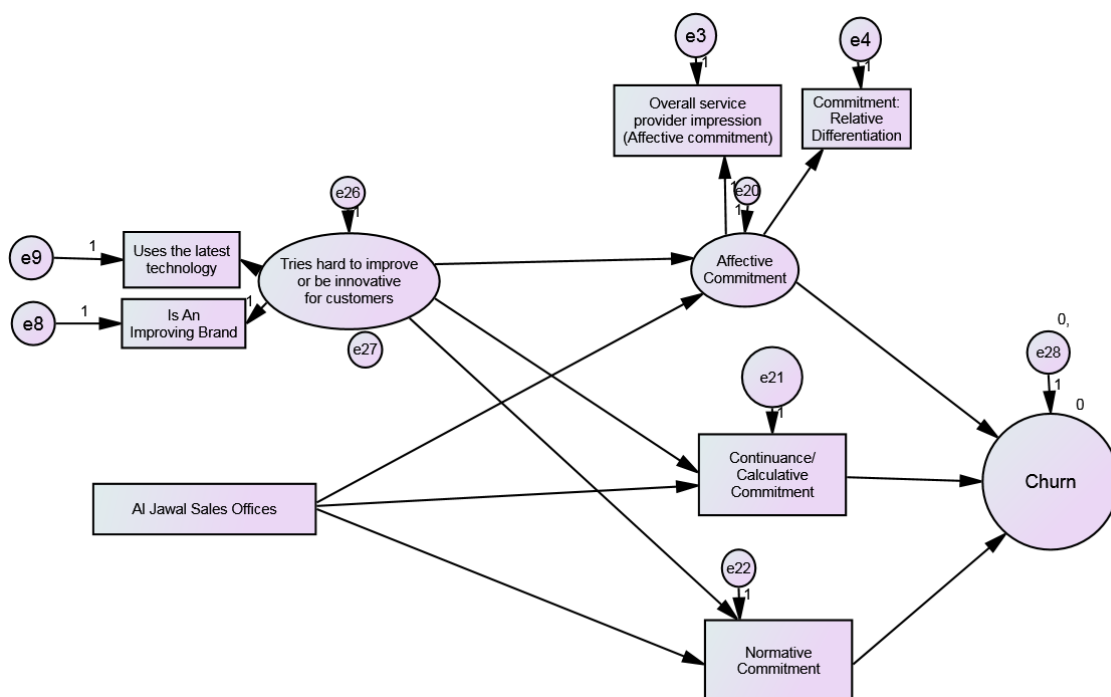 e3
1
e4
1
Overall service
provider impression
(Affective commitment)
Commitment:
Relative
Differentiation
e26
1
1
e20
1
e9
1
Uses the latest
technology
Tries hard to improve
or be innovative
for customers
Affective
Commitment
e8
1
Is An
Improving Brand
1
e27
0,
e28
1
0
e21
1
Continuance/
Calculative
Commitment
Churn
Al Jawal Sales Offices
e22
1
Normative
Commitment